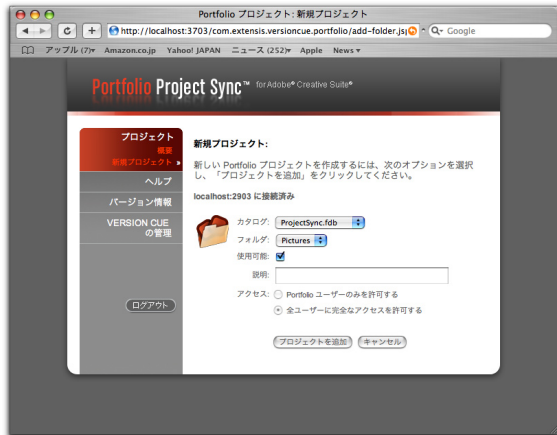 Portfolio プロジェクト: 新規プロジェクト
http://localhost:3703/com.extensis.versioncue.portfolio/add-folder.jsp
Google
アップル (7)
Amazon.co.jp
Yahoo! JAPAN
ニュース (252)
Apple
News
Portfolio Project Sync™ for Adobe® Creative Suite®
プロジェクト
概要
新規プロジェクト »
ヘルプ
バージョン情報
VERSION CUE
の管理
ログアウト
新規プロジェクト:
新しい Portfolio プロジェクトを作成するには、次のオプションを選択
し、「プロジェクトを追加」をクリックしてください。
localhost:2903 に接続済み
カタログ: ProjectSync.fdb
フォルダ: Pictures
使用可能:
説明:
アクセス: Portfolio ユーザーのみを許可する
全ユーザーに完全なアクセスを許可する
プロジェクトを追加 キャンセル